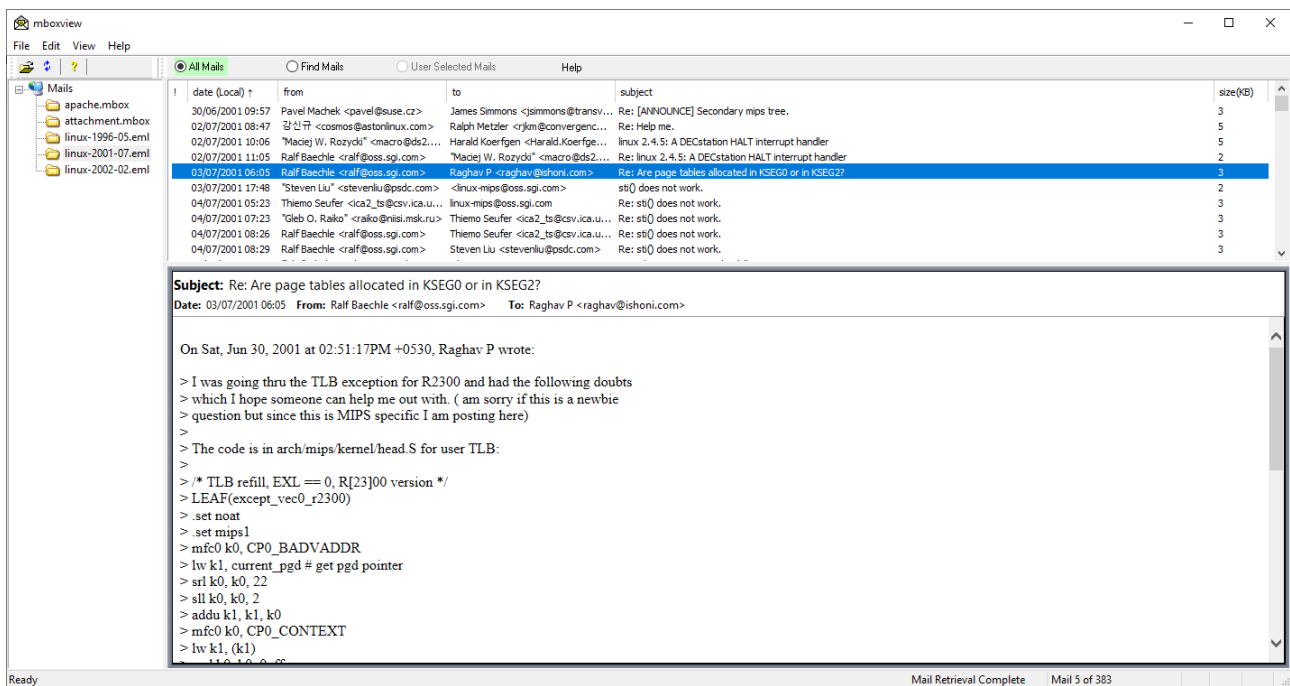 mboxview
File Edit View Help
All Mails Find Mails User Selected Mails Help
Mails
apache.mbox
attachment.mbox
linux-1996-05.eml
linux-2001-07.eml
linux-2002-02.eml
! date (Local) ↑ from to subject size(KB)
30/06/2001 09:57 Pavel Machek <pavel@suse.cz> James Simmons <jsimmons@transv... Re: [ANNOUNCE] Secondary mips tree. 3
02/07/2001 08:47 강신규 <cosmos@astonlinux.com> Ralph Metzler <rjkm@convergenc... Re: Help me. 5
02/07/2001 10:06 "Maciej W. Rozycki" <macro@ds2.... Harald Koerfgen <Harald.Koerfge... linux 2.4.5: A DECstation HALT interrupt handler 5
02/07/2001 11:05 Ralf Baechle <ralf@oss.sgi.com> "Maciej W. Rozycki" <macro@ds2.... Re: linux 2.4.5: A DECstation HALT interrupt handler 2
03/07/2001 06:05 Ralf Baechle <ralf@oss.sgi.com> Raghav P <raghav@ishoni.com> Re: Are page tables allocated in KSEG0 or in KSEG2? 3
03/07/2001 17:48 "Steven Liu" <stevenliu@psdc.com> <linux-mips@oss.sgi.com> sti() does not work. 2
04/07/2001 05:23 Thiemo Seufer <ica2_ts@csv.ica.u... linux-mips@oss.sgi.com Re: sti() does not work. 3
04/07/2001 07:23 "Gleb O. Raiko" <raiko@niisi.msk.ru> Thiemo Seufer <ica2_ts@csv.ica.u... Re: sti() does not work. 3
04/07/2001 08:26 Ralf Baechle <ralf@oss.sgi.com> Thiemo Seufer <ica2_ts@csv.ica.u... Re: sti() does not work. 3
04/07/2001 08:29 Ralf Baechle <ralf@oss.sgi.com> Steven Liu <stevenliu@psdc.com> Re: sti() does not work. 3
Subject: Re: Are page tables allocated in KSEG0 or in KSEG2?
Date: 03/07/2001 06:05 From: Ralf Baechle <ralf@oss.sgi.com> To: Raghav P <raghav@ishoni.com>
On Sat, Jun 30, 2001 at 02:51:17PM +0530, Raghav P wrote:
> I was going thru the TLB exception for R2300 and had the following doubts
> which I hope someone can help me out with. ( am sorry if this is a newbie
> question but since this is MIPS specific I am posting here)
>
> The code is in arch/mips/kernel/head.S for user TLB:
>
> /* TLB refill, EXL == 0, R[23]00 version */
> LEAF(except_vec0_r2300)
> .set noat
> .set mips1
> mfc0 k0, CP0_BADVADDR
> lw k1, current_pgd # get pgd pointer
> srl k0, k0, 22
> sll k0, k0, 2
> addu k1, k1, k0
> mfc0 k0, CP0_CONTEXT
> lw k1, (k1)
Ready Mail Retrieval Complete Mail 5 of 383